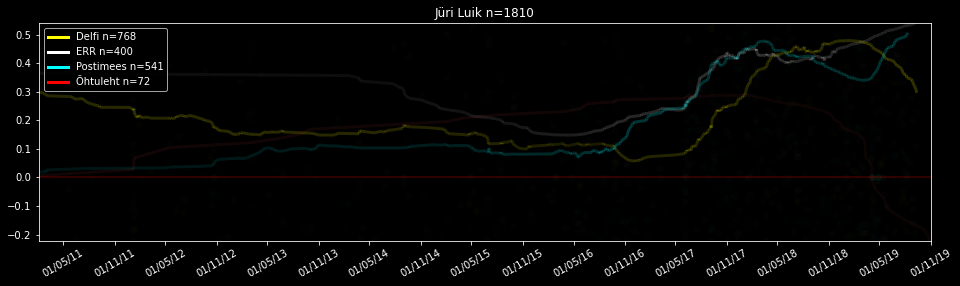 Jüri Luik n=1810
Delfi n=768
ERR n=400
Postimees n=541
Õhtuleht n=72
0.5
0.4
0.3
0.2
0.1
0.0
−0.1
−0.2
01/05/11 01/11/11 01/05/12 01/11/12 01/05/13 01/11/13 01/05/14 01/11/14 01/05/15 01/11/15 01/05/16 01/11/16 01/05/17 01/11/17 01/05/18 01/11/18 01/05/19 01/11/19